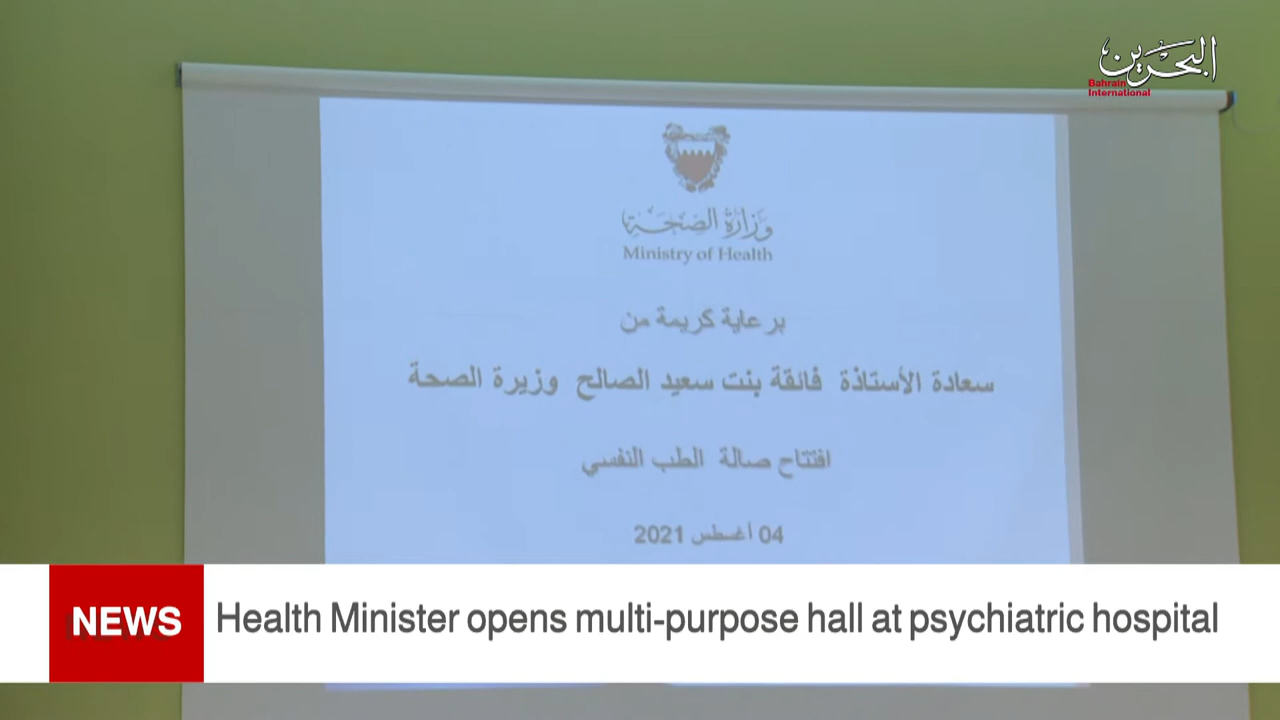 البحرين
Bahrain
International
وزارة الصحة
Ministry of Health
برعاية كريمة من
سعادة الأستاذة فائقة بنت سعيد الصالح وزيرة الصحة
افتتاح صالة الطب النفسي
04 أغسطس 2021
NEWS
Health Minister opens multi-purpose hall at psychiatric hospital